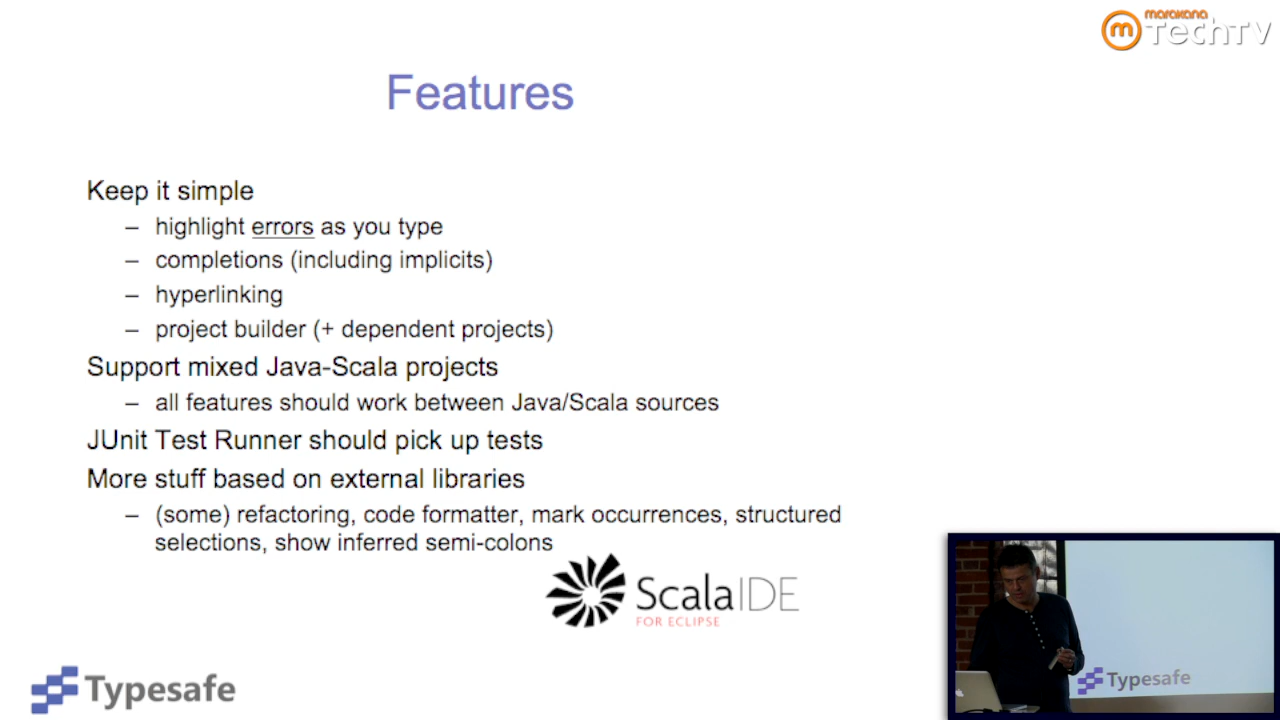 marakana
TechTV
Features
Keep it simple
– highlight errors as you type
– completions (including implicits)
– hyperlinking
– project builder (+ dependent projects)
Support mixed Java-Scala projects
– all features should work between Java/Scala sources
JUnit Test Runner should pick up tests
More stuff based on external libraries
– (some) refactoring, code formatter, mark occurrences, structured
selections, show inferred semi-colons
ScalaIDE
FOR ECLIPSE
Typesafe
Typesafe